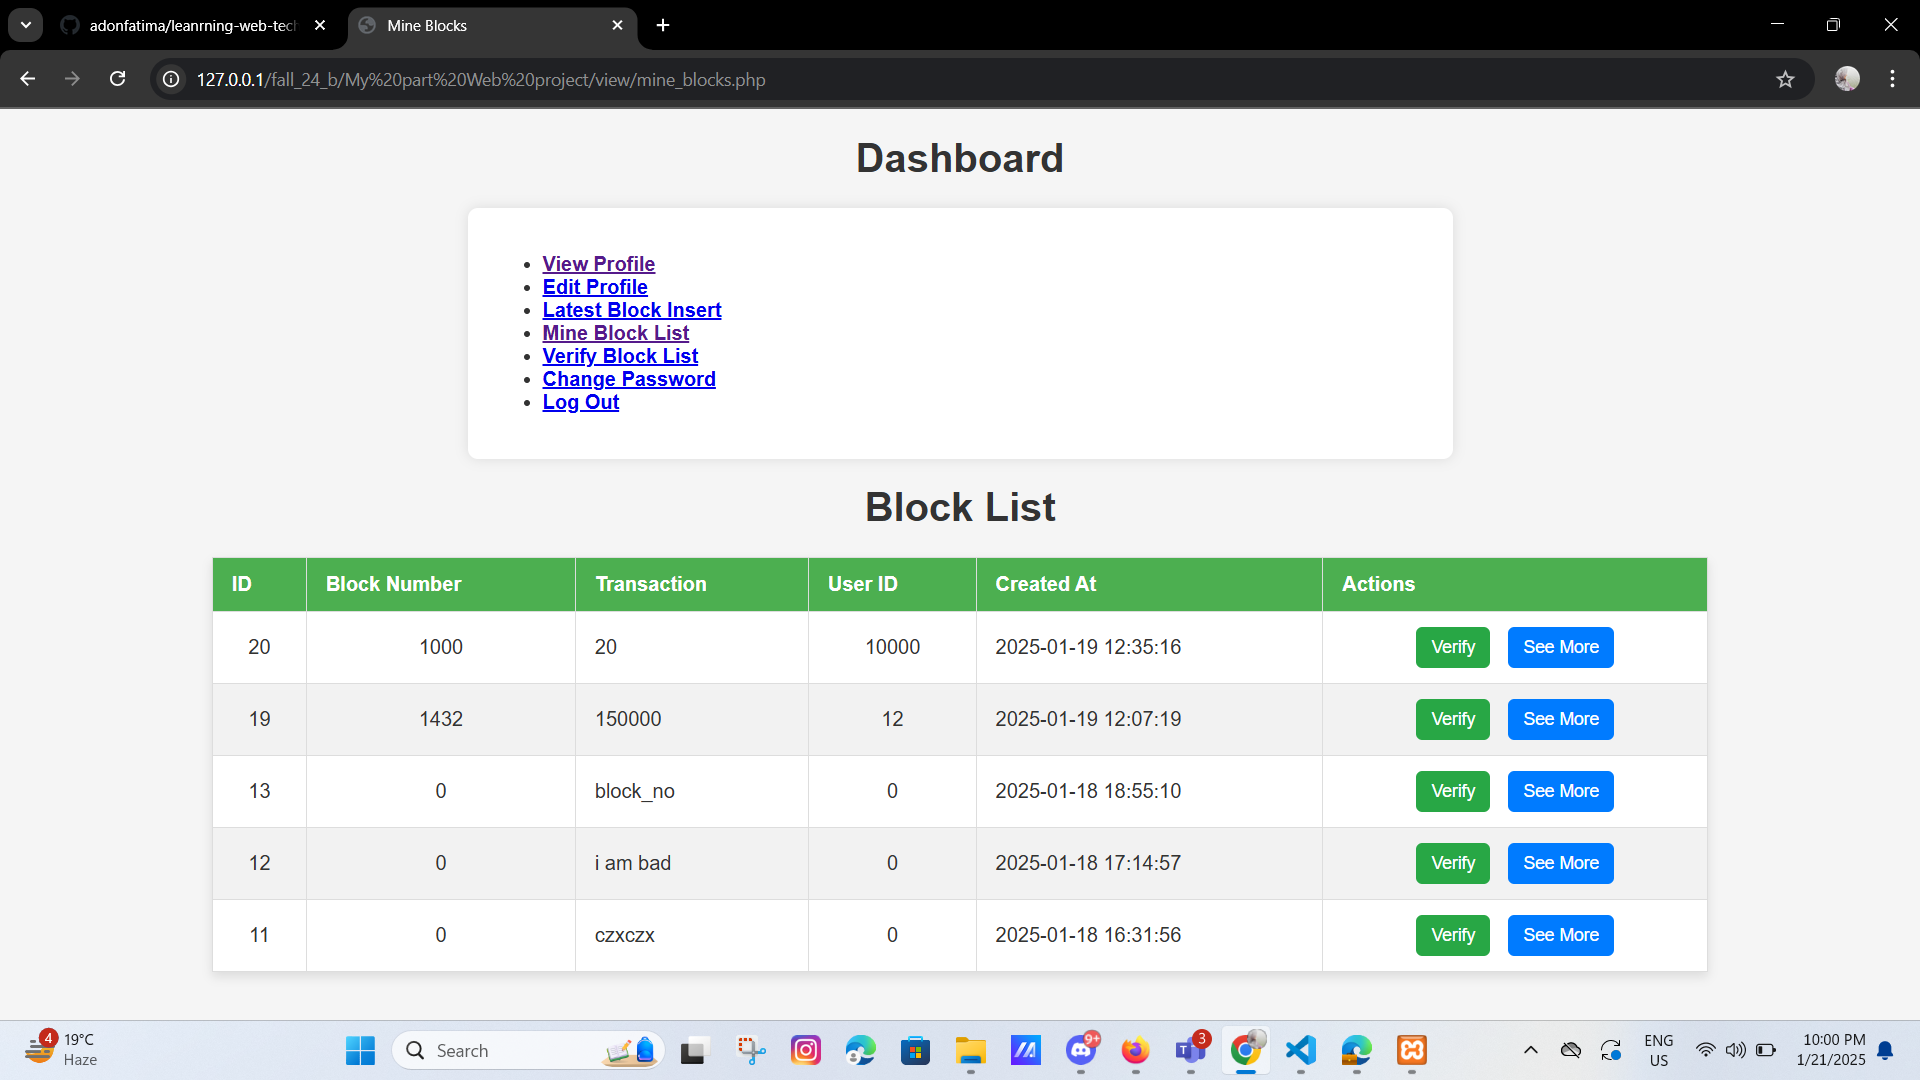 adonfatima/leanrning-web-tech
Mine Blocks
127.0.0.1/fall_24_b/My%20part%20Web%20project/view/mine_blocks.php
Dashboard
View Profile
Edit Profile
Latest Block Insert
Mine Block List
Verify Block List
Change Password
Log Out
Block List
ID Block Number Transaction User ID Created At Actions
20 1000 20 10000 2025-01-19 12:35:16 Verify See More
19 1432 150000 12 2025-01-19 12:07:19 Verify See More
13 0 block_no 0 2025-01-18 18:55:10 Verify See More
12 0 i am bad 0 2025-01-18 17:14:57 Verify See More
11 0 czxczx 0 2025-01-18 16:31:56 Verify See More
4
19°C
Haze
Search
9+
3
ENG
US
10:00 PM
1/21/2025